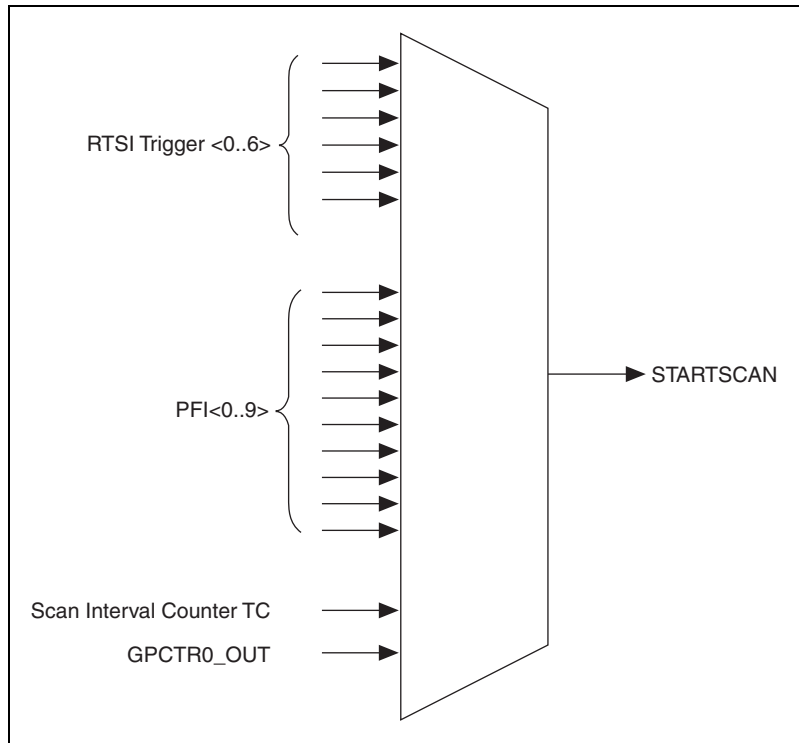 RTSI Trigger <0..6>
PFI<0..9>
STARTSCAN
Scan Interval Counter TC
GPCTR0_OUT